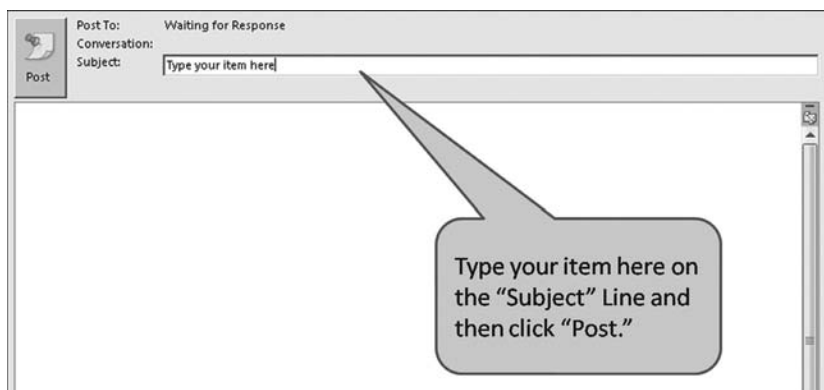 Post To: Waiting for Response
Conversation:
Subject: Type your item here
Post
Type your item here on
the “Subject” Line and
then click “Post.”